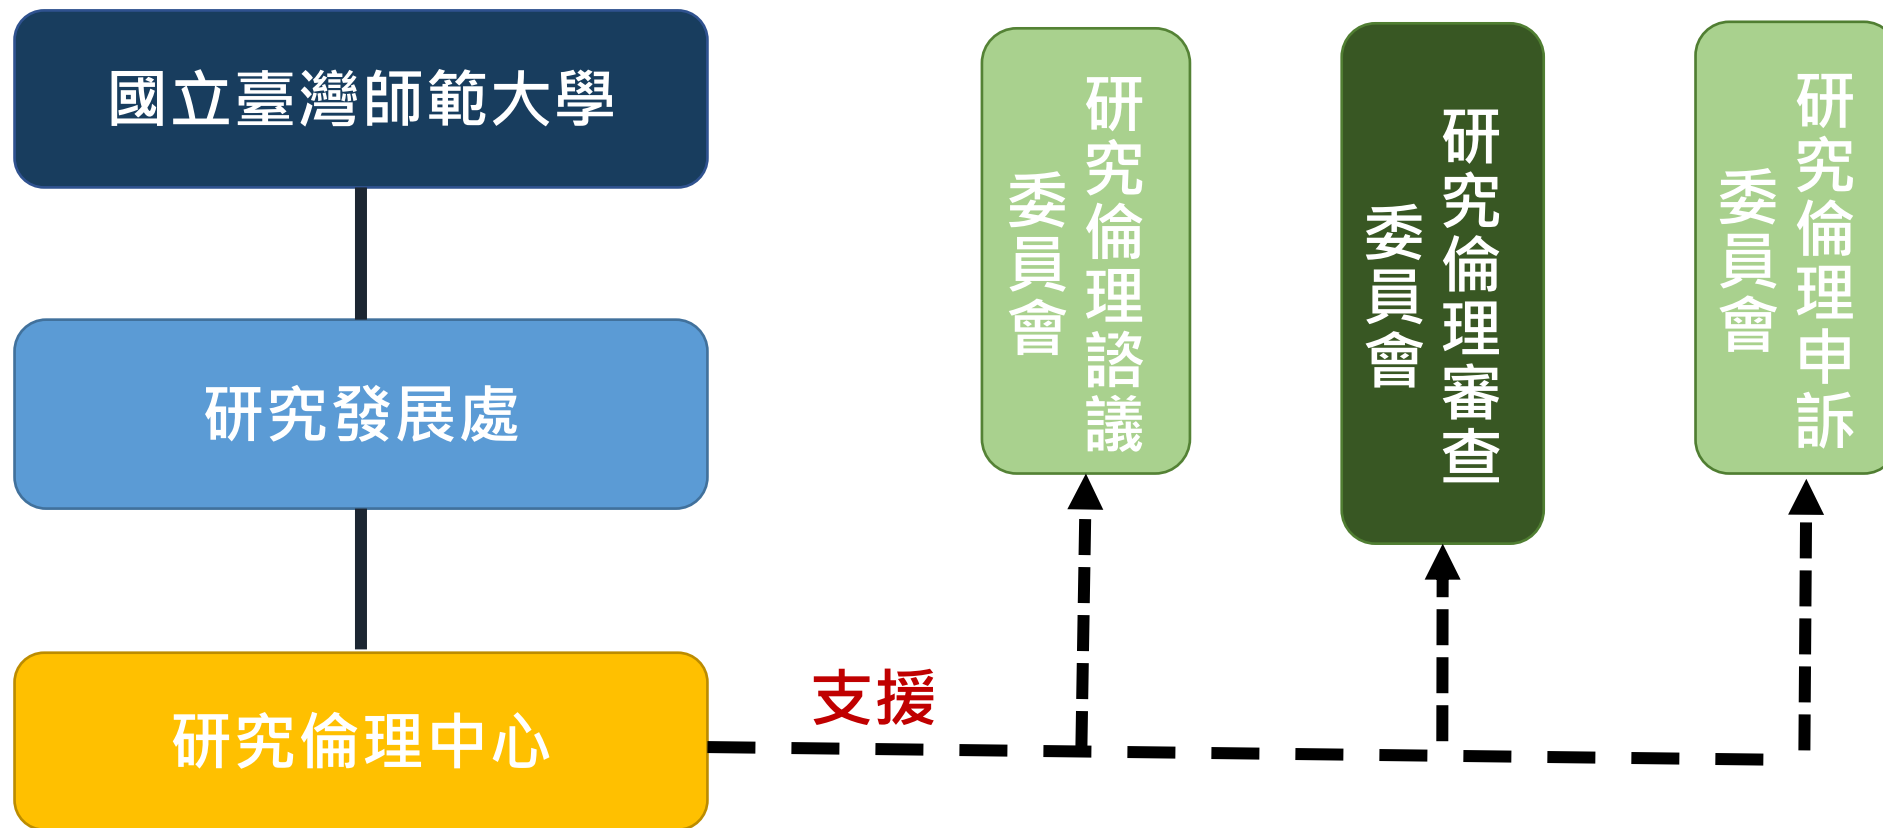 國立臺灣師範大學
研究發展處
研究倫理中心
支援
研究倫理諮議
委員會
研究倫理審查
委員會
研究倫理申訴
委員會